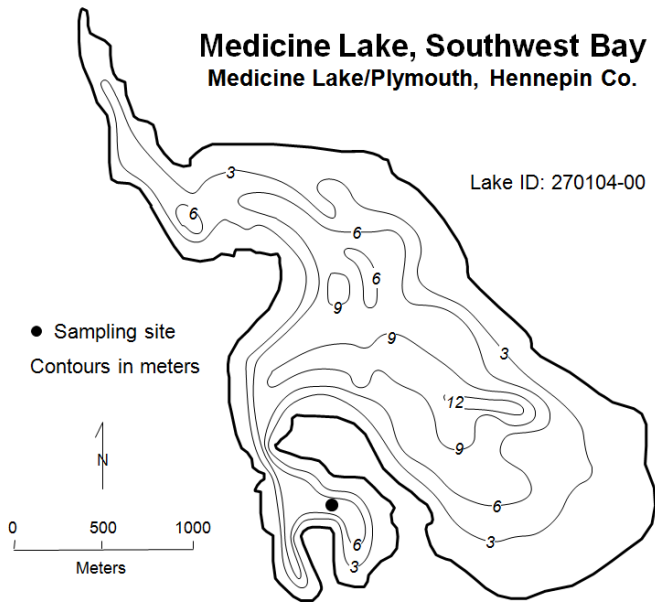 Medicine Lake, Southwest Bay
Medicine Lake/Plymouth, Hennepin Co.
Lake ID: 270104-00
3
6
6
6
9
9
3
12
9
6
3
6
3
Sampling site
Contours in meters
N
0 500 1000
Meters